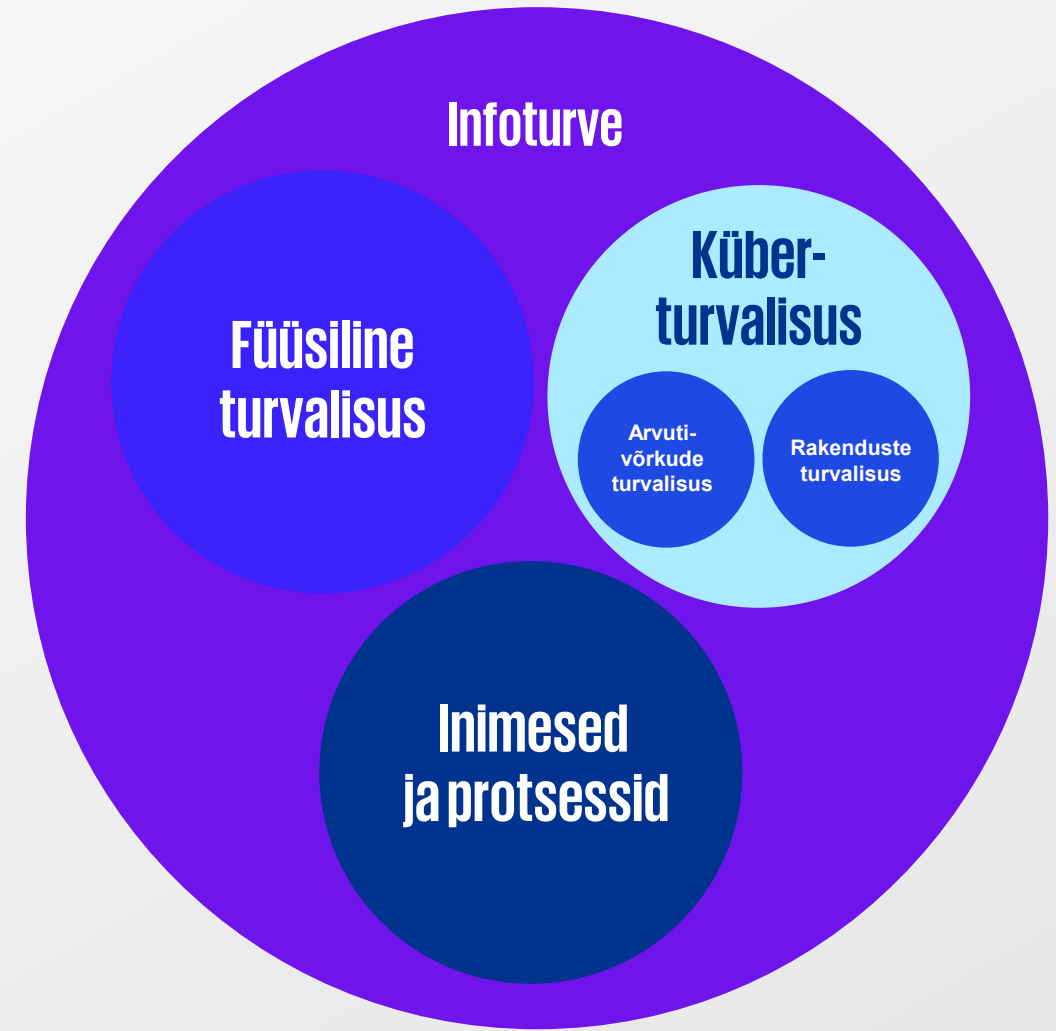 Infoturve
Füüsiline
turvalisus
Küber-
turvalisus
Arvuti-
võrkude
turvalisus
Rakenduste
turvalisus
Inimesed
ja protsessid